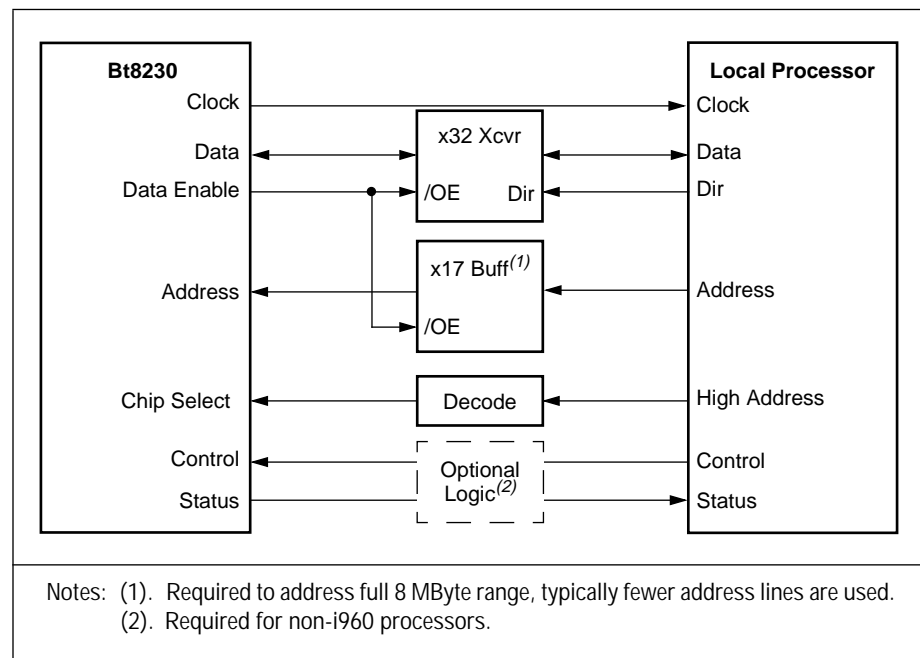 Bt8230
Local Processor
Clock
Clock
x32 Xcvr
Data
Data
Data Enable
/OE
Dir
Dir
x17 Buff(1)
Address
Address
/OE
Chip Select
Decode
High Address
Control
Optional
Logic(2)
Control
Status
Status
Notes: (1). Required to address full 8 MByte range, typically fewer address lines are used.
(2). Required for non-i960 processors.